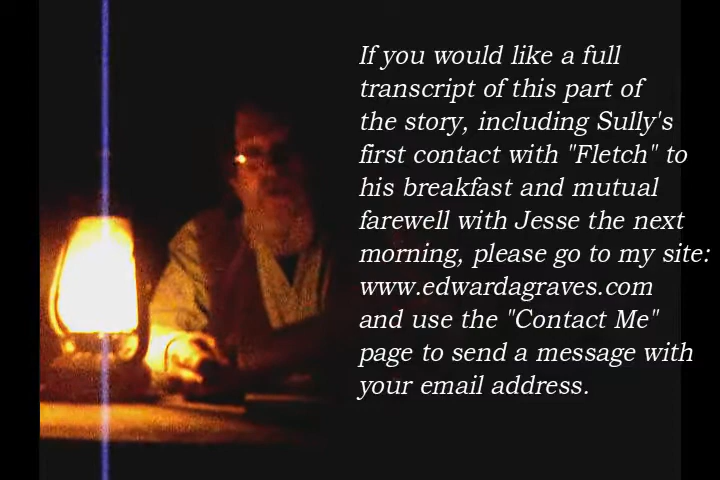 If you would like a full
transcript of this part of
the story, including Sully's
first contact with "Fletch" to
his breakfast and mutual
farewell with Jesse the next
morning, please go to my site:
www.edwardagraves.com
and use the "Contact Me"
page to send a message with
your email address.